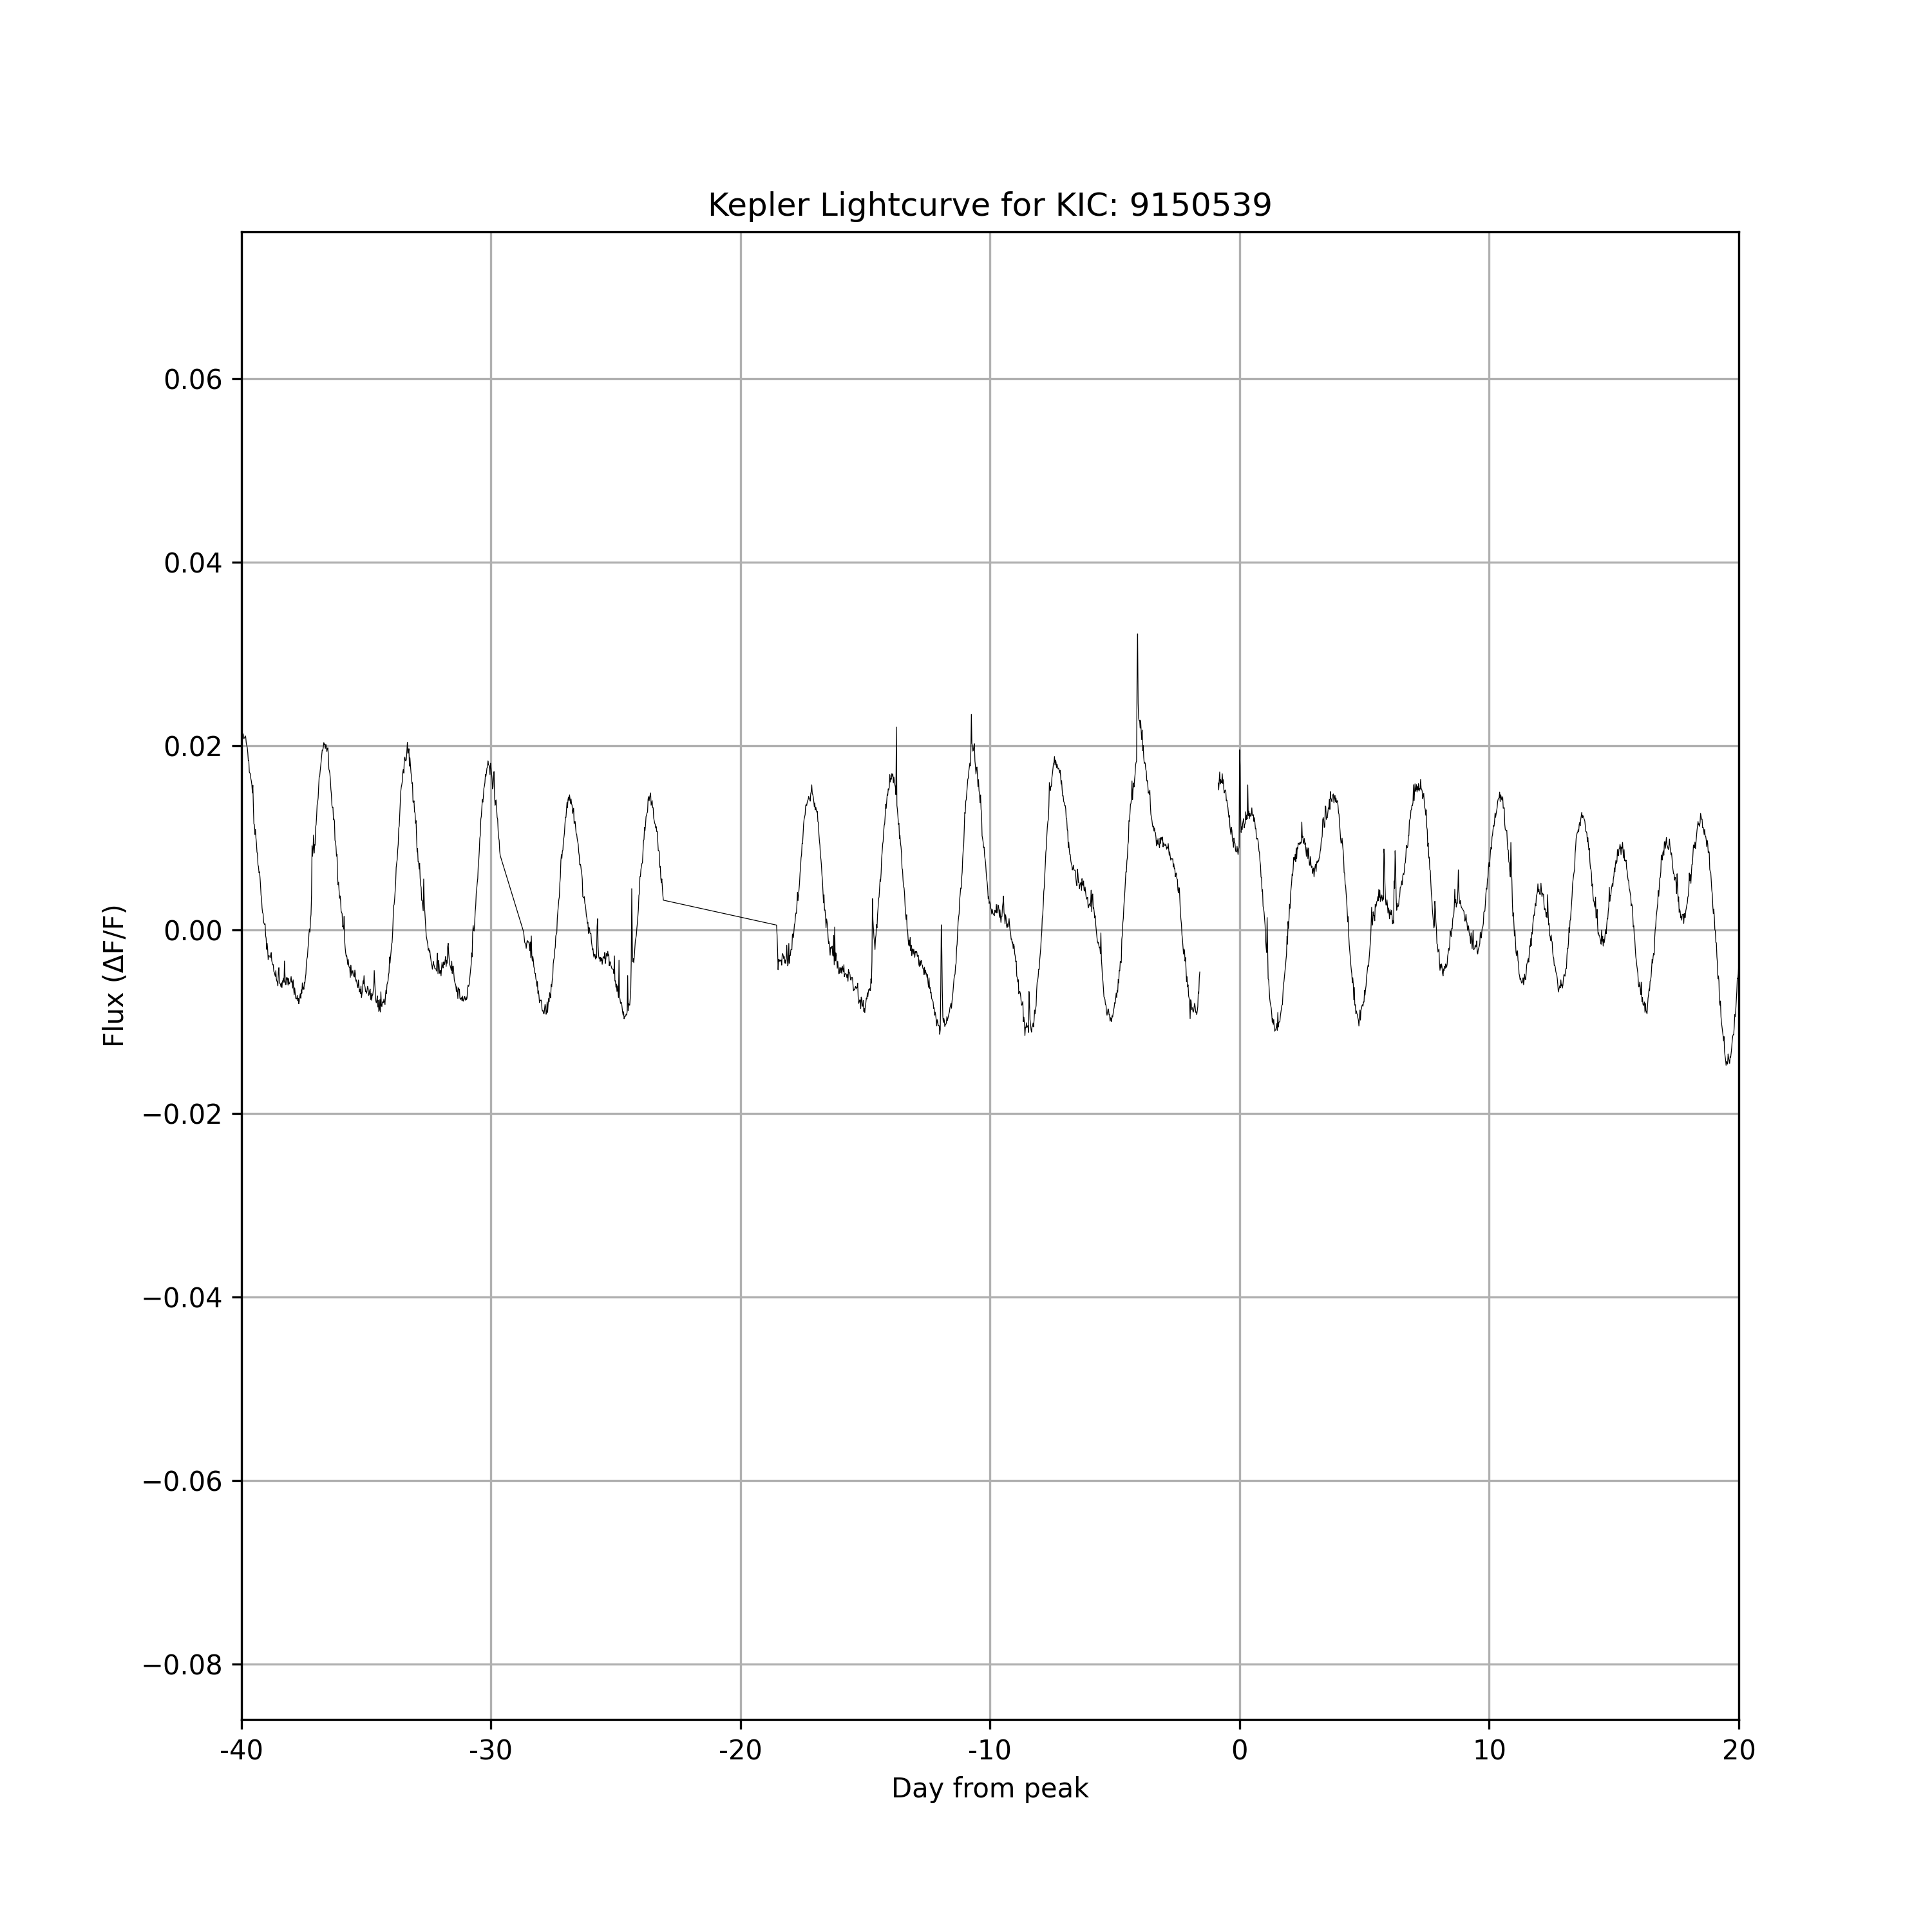 Kepler Lightcurve for KIC: 9150539
0.06
0.04
0.02
0.00
−0.02
−0.04
−0.06
−0.08
Flux (ΔF/F)
-40 -30 -20 -10 0 10 20
Day from peak